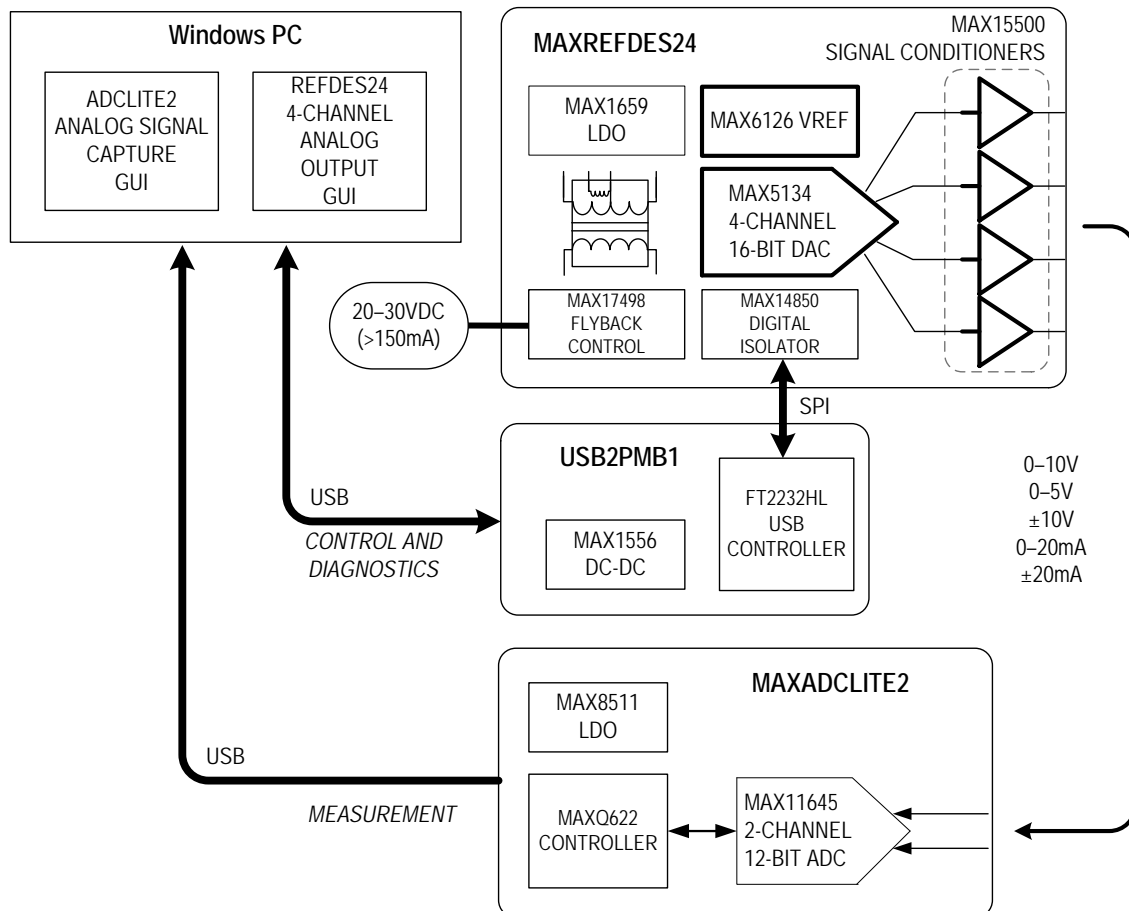 Windows PC
ADCLITE2
ANALOG SIGNAL
CAPTURE
GUI
REFDES24
4-CHANNEL
ANALOG
OUTPUT
GUI
MAXREFDES24
MAX15500
SIGNAL CONDITIONERS
MAX1659
LDO
MAX6126 VREF
MAX5134
4-CHANNEL
16-BIT DAC
20–30VDC
(>150mA)
MAX17498
FLYBACK
CONTROL
MAX14850
DIGITAL
ISOLATOR
SPI
USB2PMB1
FT2232HL
USB
CONTROLLER
MAX1556
DC-DC
USB
CONTROL AND
DIAGNOSTICS
0–10V
0–5V
±10V
0–20mA
±20mA
MAXADCLITE2
MAX8511
LDO
MAXQ622
CONTROLLER
MAX11645
2-CHANNEL
12-BIT ADC
USB
MEASUREMENT